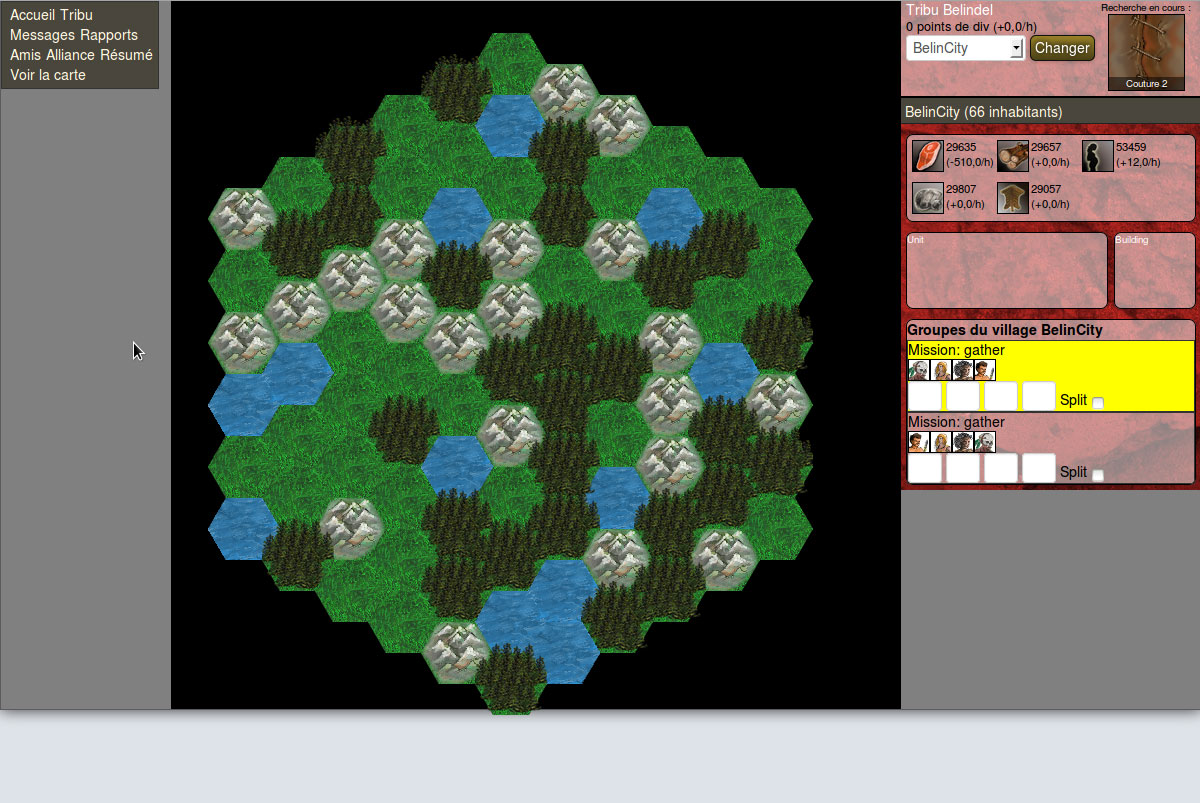 Accueil Tribu
Messages Rapports
Amis Alliance Résumé
Voir la carte
Tribu Belindel
0 points de div (+0,0/h)
BelinCity
Changer
Recherche en cours :
Couture 2
BelinCity (66 inhabitants)
29635
(-510,0/h)
29657
(+0,0/h)
53459
(+12,0/h)
29807
(+0,0/h)
29057
(+0,0/h)
Unit
Building
Groupes du village BelinCity
Mission: gather
Split
Mission: gather
Split